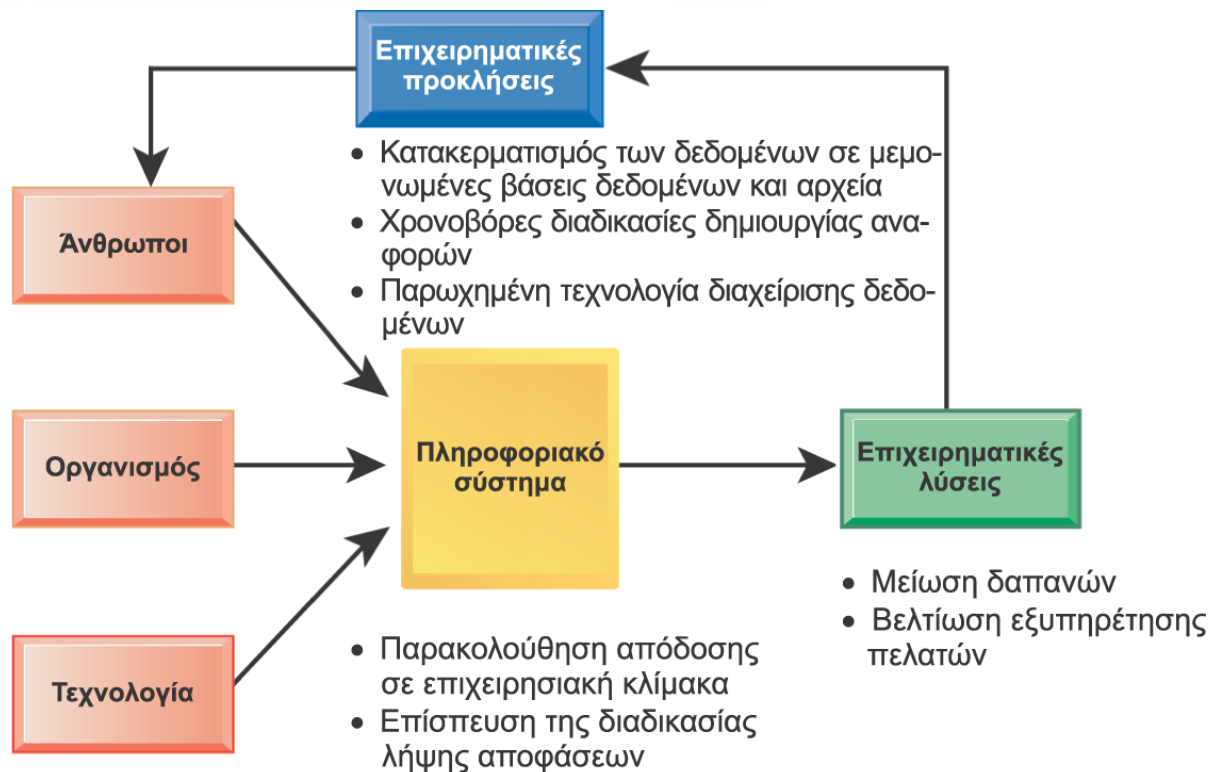 Επιχειρηματικές
προκλήσεις
• Κατακερματισμός των δεδομένων σε μεμο-
νωμένες βάσεις δεδομένων και αρχεία
• Χρονοβόρες διαδικασίες δημιουργίας ανα-
φορών
• Παρωχημένη τεχνολογία διαχείρισης δεδο-
μένων
Άνθρωποι
Οργανισμός
Τεχνολογία
Πληροφοριακό
σύστημα
• Παρακολούθηση απόδοσης
σε επιχειρησιακή κλίμακα
• Επίσπευση της διαδικασίας
λήψης αποφάσεων
Επιχειρηματικές
λύσεις
• Μείωση δαπανών
• Βελτίωση εξυπηρέτησης
πελατών